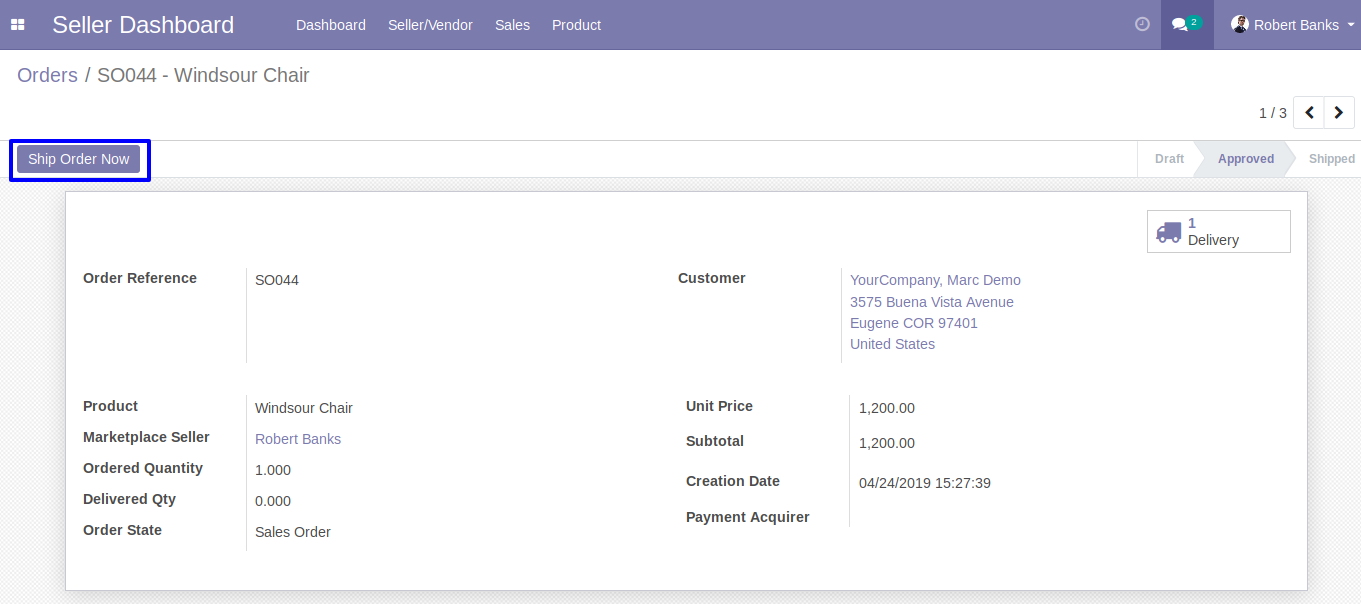 Seller Dashboard Dashboard Seller/Vendor Sales Product 2 Robert Banks
Orders / SO044 - Windsour Chair
1 / 3
Ship Order Now Draft Approved Shipped
1
Delivery
Order Reference SO044
Customer YourCompany, Marc Demo
3575 Buena Vista Avenue
Eugene COR 97401
United States
Product Windsour Chair
Marketplace Seller Robert Banks
Ordered Quantity 1.000
Delivered Qty 0.000
Order State Sales Order
Unit Price 1,200.00
Subtotal 1,200.00
Creation Date 04/24/2019 15:27:39
Payment Acquirer